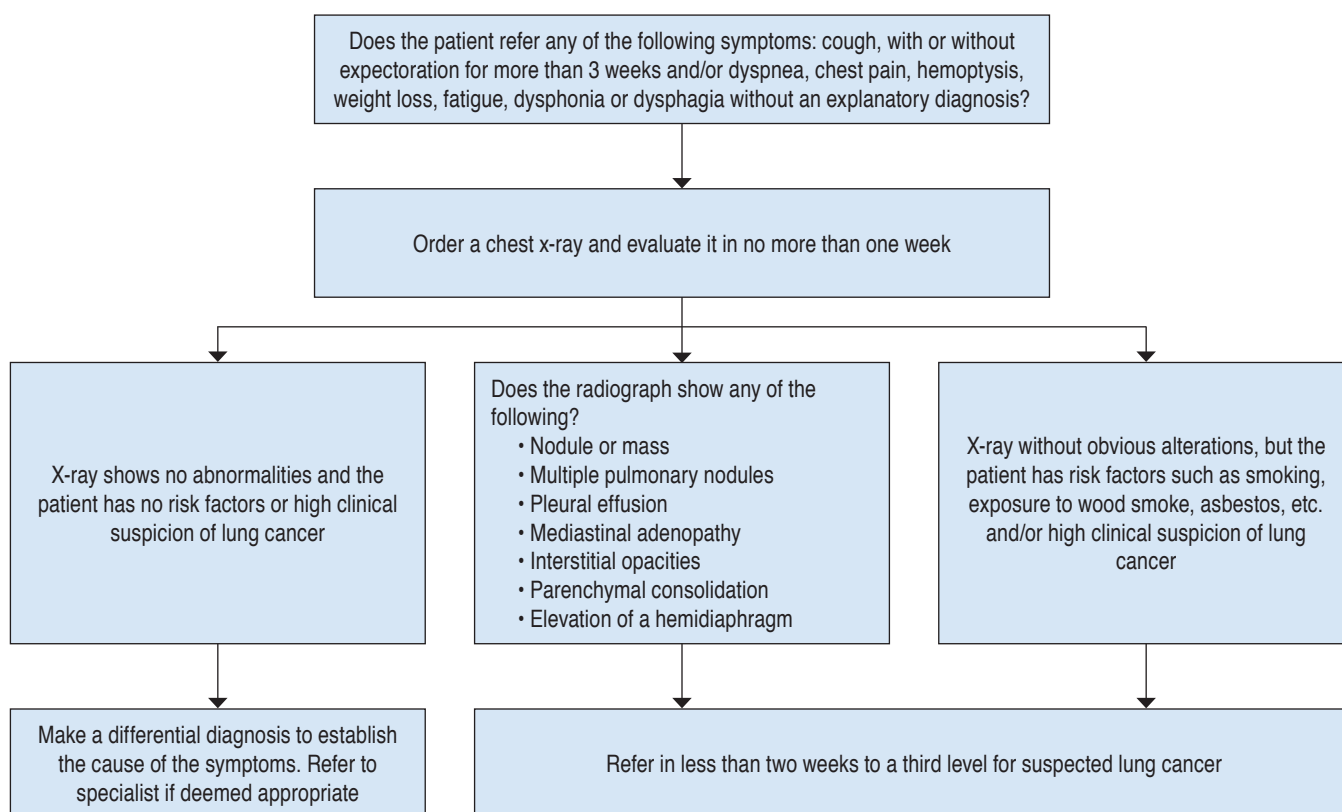 Does the patient refer any of the following symptoms: cough, with or without
expectoration for more than 3 weeks and/or dyspnea, chest pain, hemoptysis,
weight loss, fatigue, dysphonia or dysphagia without an explanatory diagnosis?
Order a chest x-ray and evaluate it in no more than one week
X-ray shows no abnormalities and the
patient has no risk factors or high clinical
suspicion of lung cancer
Does the radiograph show any of the
following?
• Nodule or mass
• Multiple pulmonary nodules
• Pleural effusion
• Mediastinal adenopathy
• Interstitial opacities
• Parenchymal consolidation
• Elevation of a hemidiaphragm
X-ray without obvious alterations, but the
patient has risk factors such as smoking,
exposure to wood smoke, asbestos, etc.
and/or high clinical suspicion of lung
cancer
Make a differential diagnosis to establish
the cause of the symptoms. Refer to
specialist if deemed appropriate
Refer in less than two weeks to a third level for suspected lung cancer